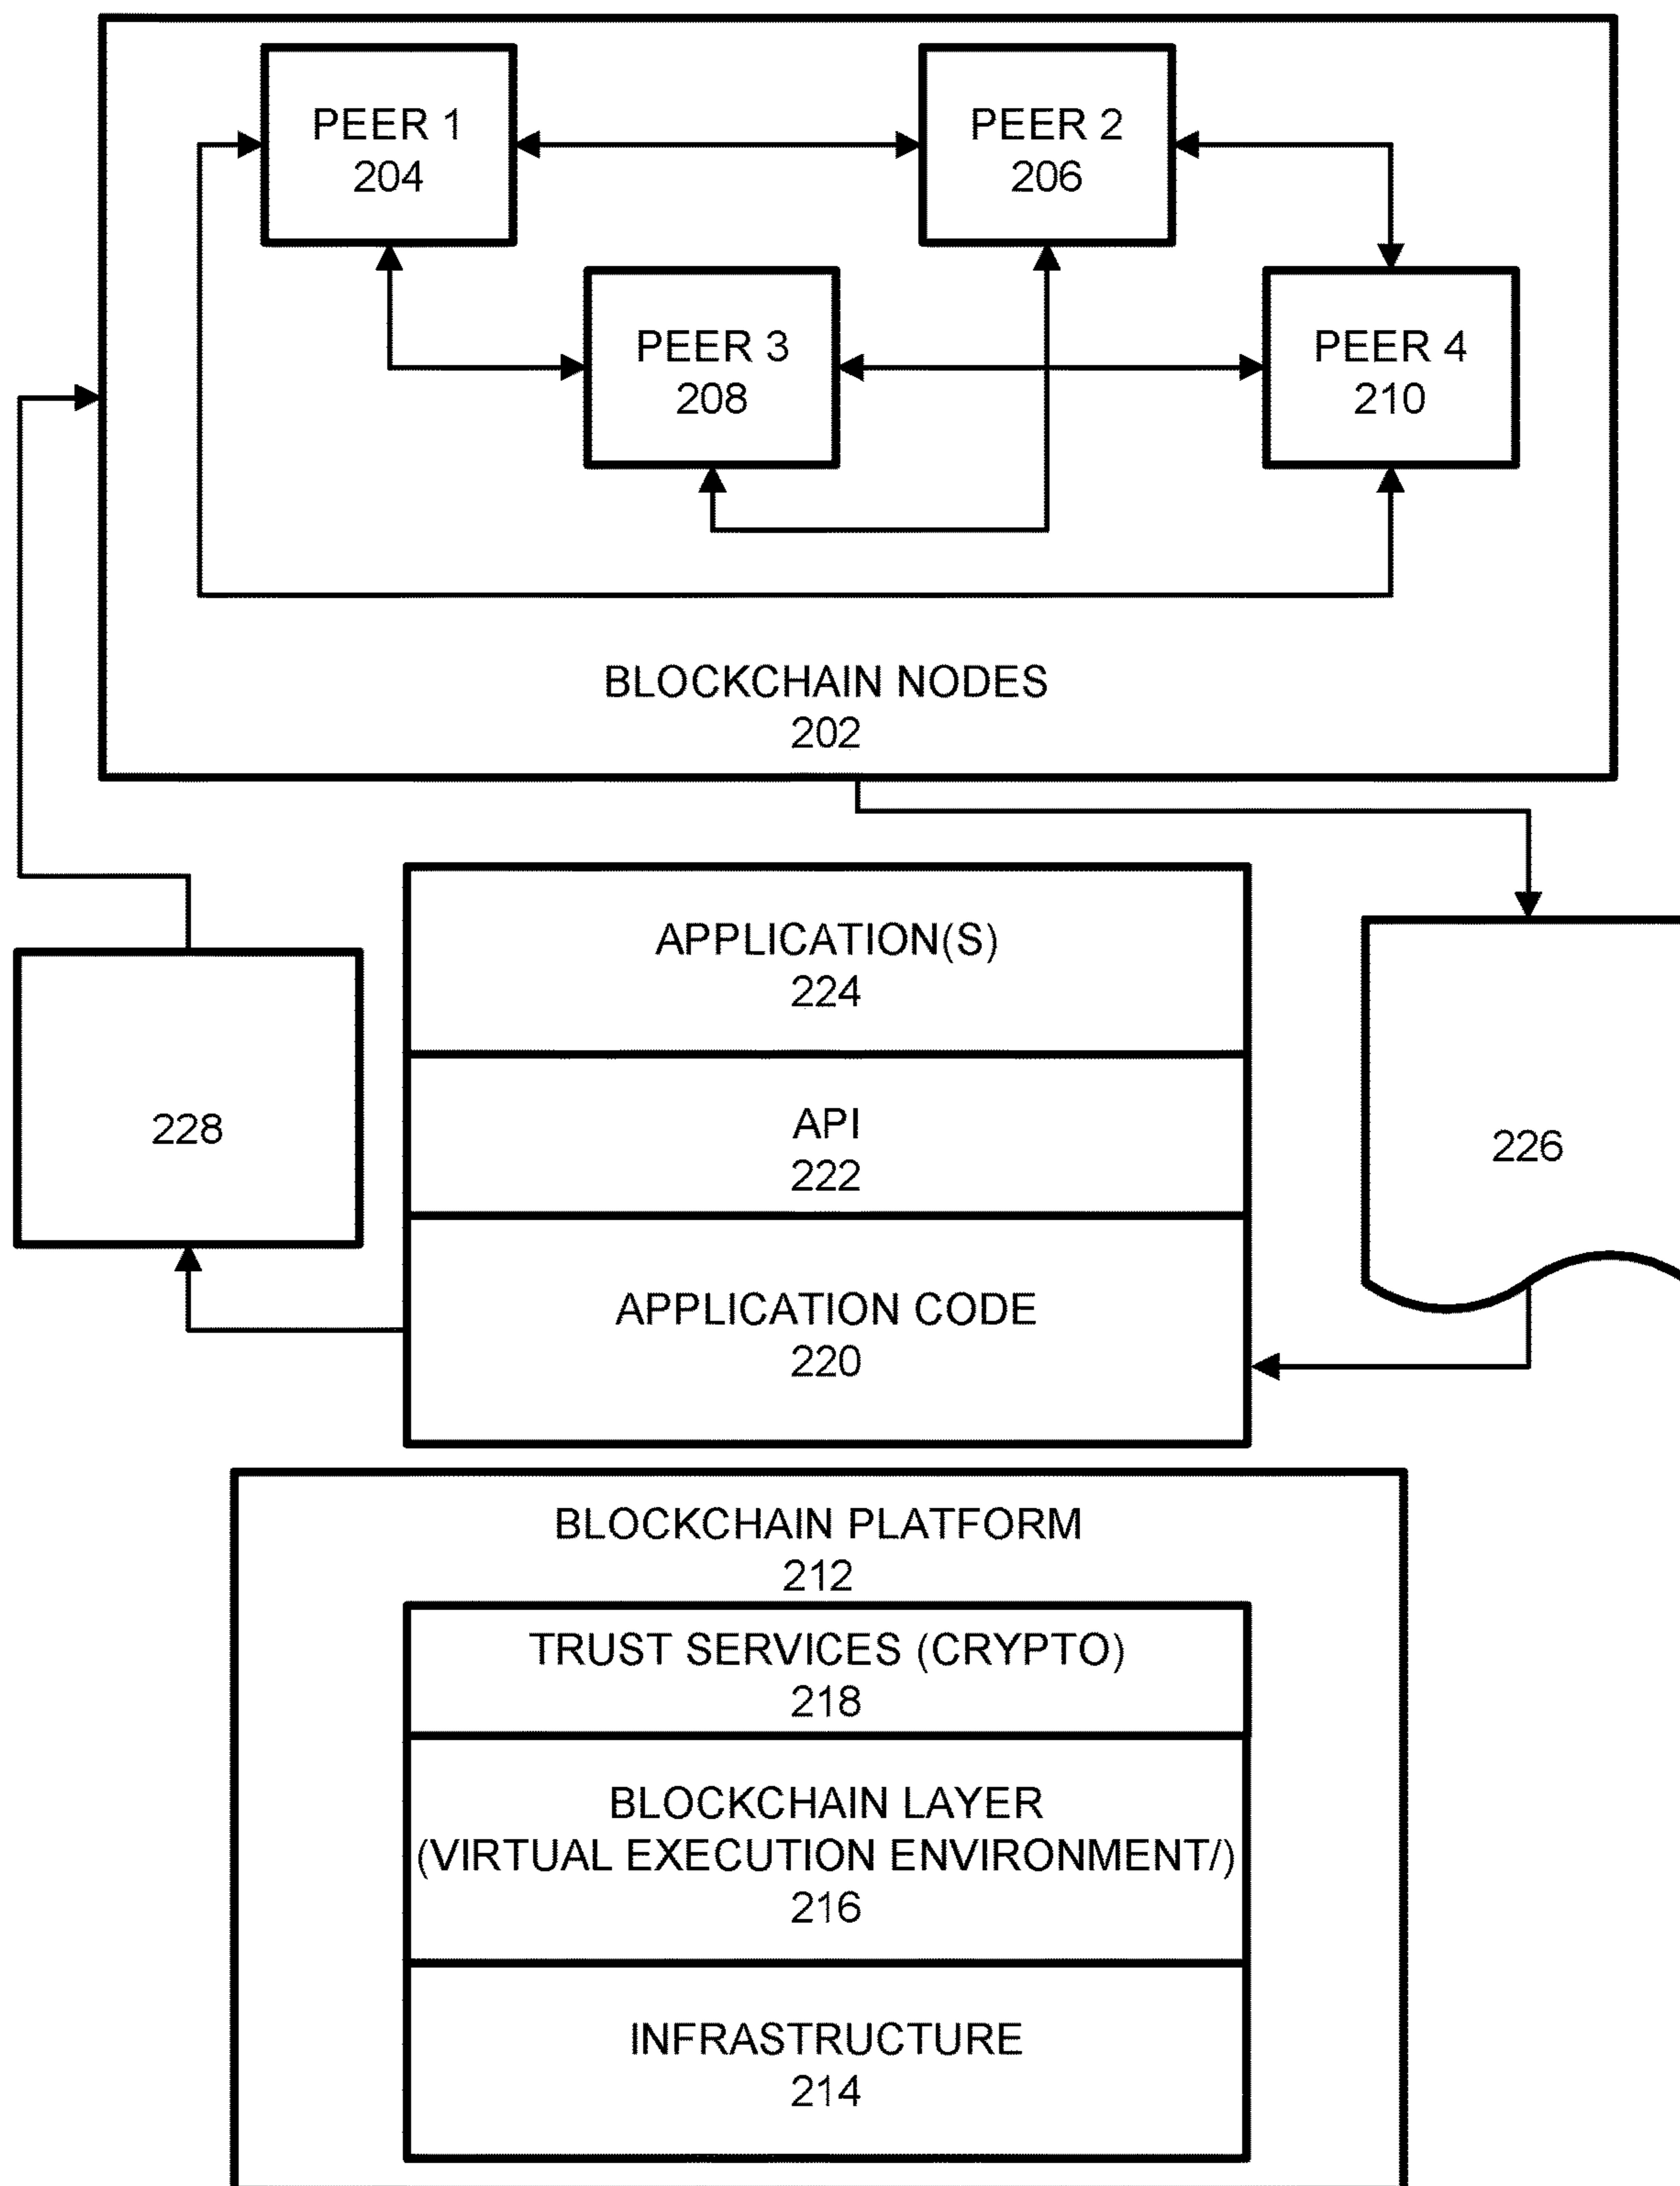 PEER 1
204
PEER 2
206
PEER 3
208
PEER 4
210
BLOCKCHAIN NODES
202
APPLICATION(S)
224
API
222
APPLICATION CODE
220
228
226
BLOCKCHAIN PLATFORM
212
TRUST SERVICES (CRYPTO)
218
BLOCKCHAIN LAYER
(VIRTUAL EXECUTION ENVIRONMENT/)
216
INFRASTRUCTURE
214